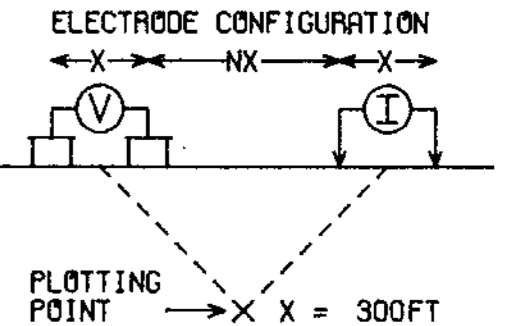 ELECTRODE CONFIGURATION
X NX X
V I
PLOTTING
POINT X X = 300FT